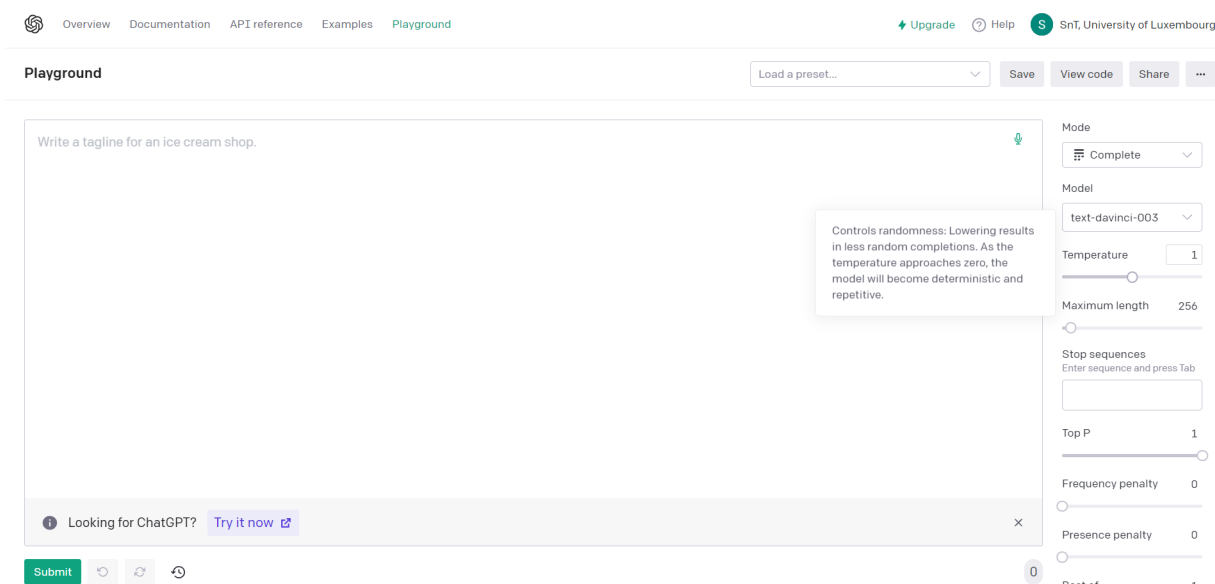 Overview Documentation API reference Examples Playground Upgrade Help S SnT, University of Luxembourg
Playground Load a preset... Save View code Share ...
Write a tagline for an ice cream shop.
Mode
Complete
Model
text-davinci-003
Controls randomness: Lowering results
in less random completions. As the
temperature approaches zero, the
model will become deterministic and
repetitive.
Temperature 1
Maximum length 256
Stop sequences
Enter sequence and press Tab
Top P 1
Frequency penalty 0
Presence penalty 0
Looking for ChatGPT? Try it now
Submit 0